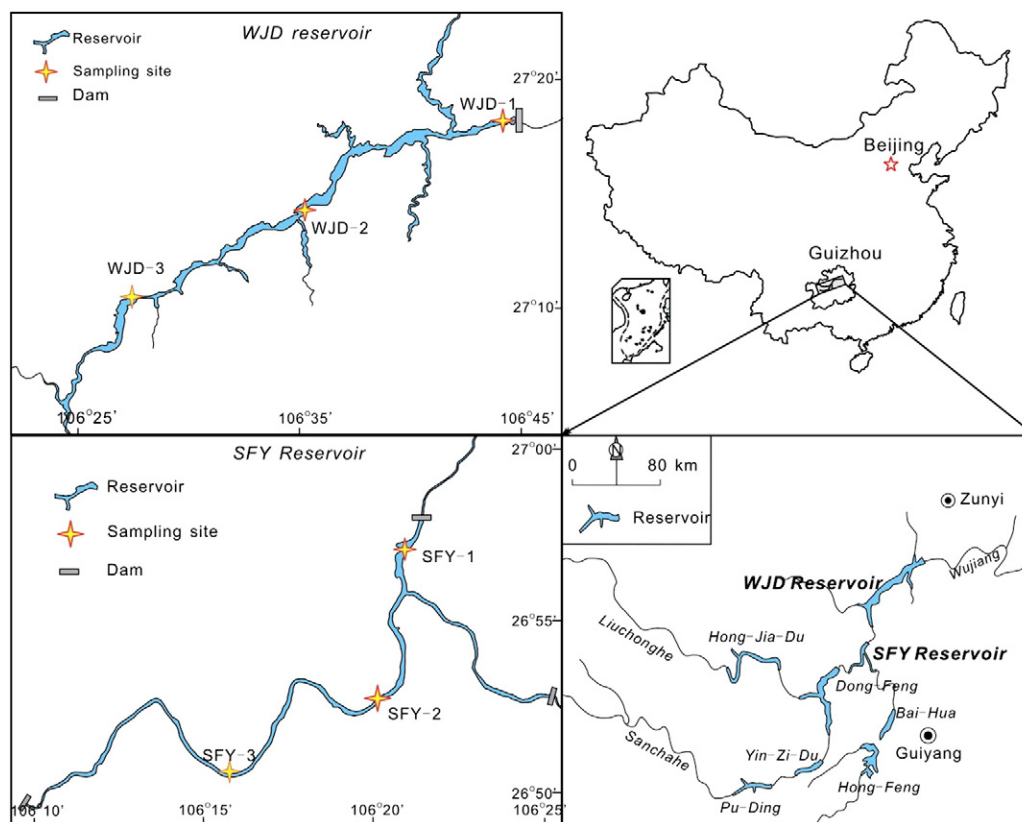 WJD reservoir
Reservoir
Sampling site
Dam
WJD-1
WJD-2
WJD-3
27°20'
27°10'
106°25'
106°35'
106°45'
Beijing
Guizhou
SFY Reservoir
Reservoir
Sampling site
Dam
SFY-1
SFY-2
SFY-3
27°00'
26°55'
26°50'
106°10'
106°15'
106°20'
106°25'
N
0 80 km
Reservoir
Zunyi
Wujiang
WJD Reservoir
Liuchonghe
Hong-Jia-Du
SFY Reservoir
Dong-Feng
Bai-Hua
Sanchahe
Yin-Zi-Du
Guiyang
Hong-Feng
Pu-Ding